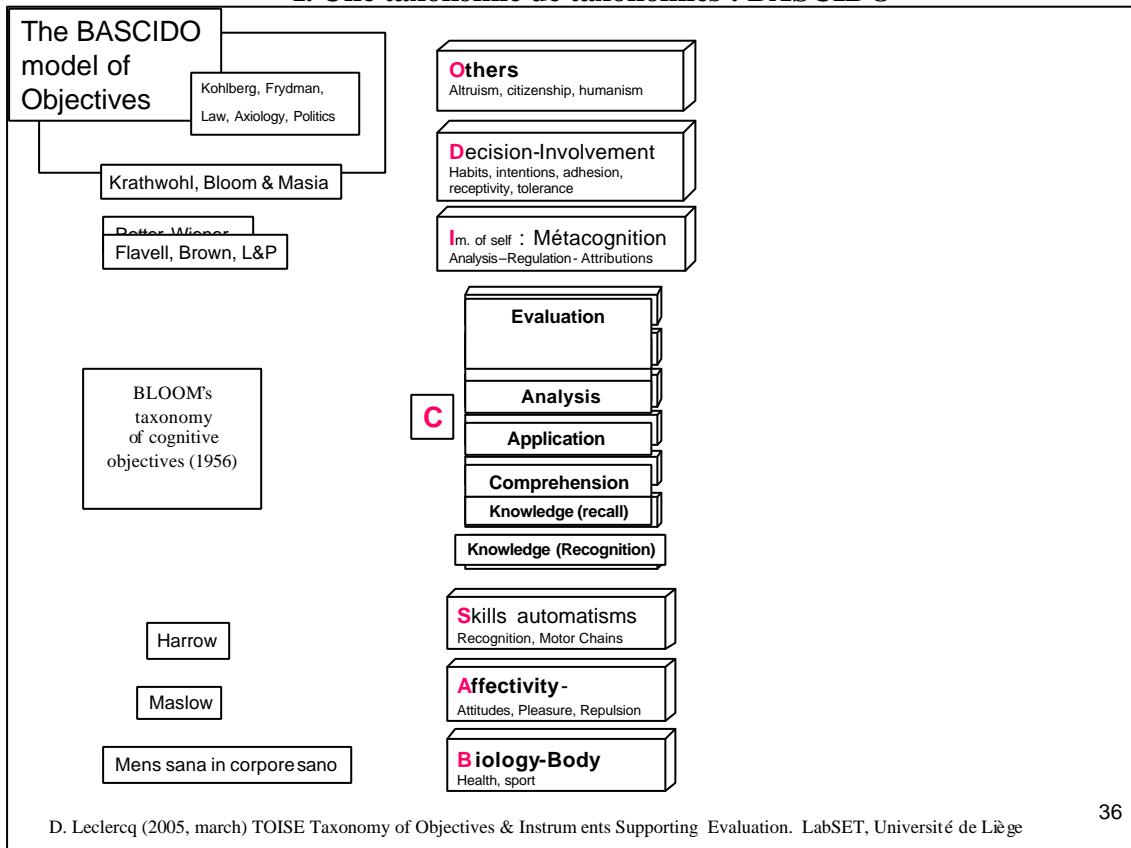 The BASCIDO
model of
Objectives
Kohlberg, Frydman,
Law, Axiology, Politics
Krathwohl, Bloom & Masia
Flavell, Brown, L&P
BLOOM's
taxonomy
of cognitive
objectives (1956)
Harrow
Maslow
Mens sana in corpore sano
Others
Altruism, citizenship, humanism
Decision-Involvement
Habits, intentions, adhesion,
receptivity, tolerance
Im. of self : Métacognition
Analysis–Regulation- Attributions
C
Evaluation
Analysis
Application
Comprehension
Knowledge (recall)
Knowledge (Recognition)
Skills automatisms
Recognition, Motor Chains
Affectivity-
Attitudes, Pleasure, Repulsion
Biology-Body
Health, sport
D. Leclercq (2005, march) TOISE Taxonomy of Objectives & Instrum ents Supporting Evaluation. LabSET, Université de Liège
36